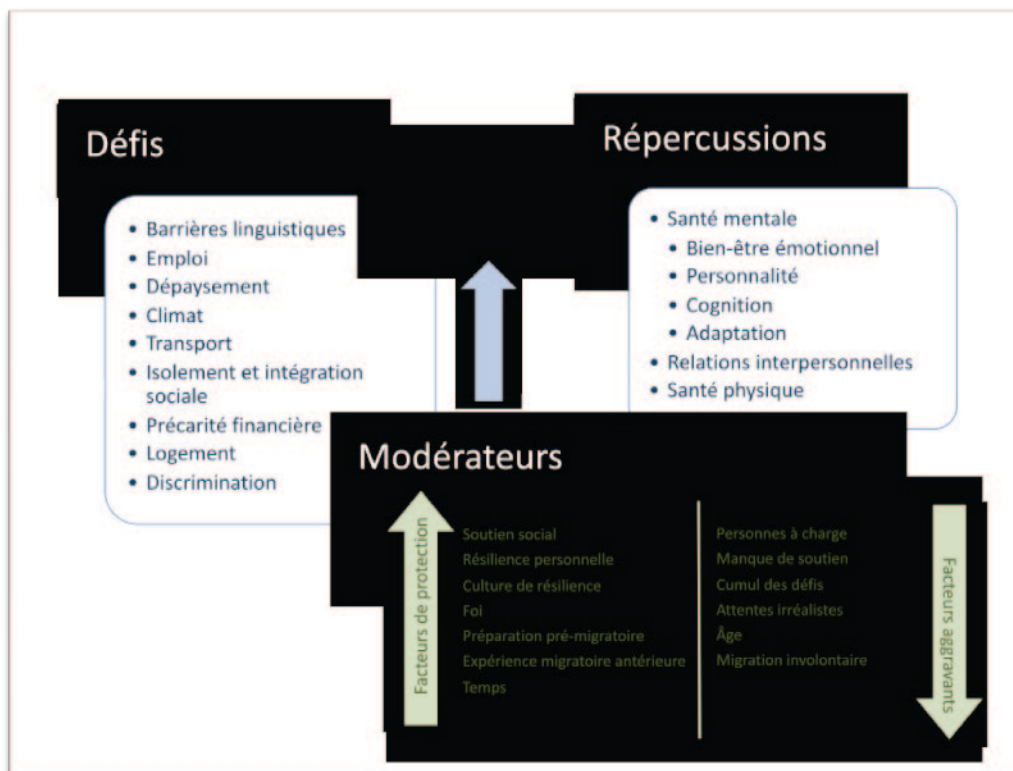 Défis
• Barrières linguistiques
• Emploi
• Dépaysement
• Climat
• Transport
• Isolement et intégration
sociale
• Précarité financière
• Logement
• Discrimination
Répercussions
• Santé mentale
• Bien-être émotionnel
• Personnalité
• Cognition
• Adaptation
• Relations interpersonnelles
• Santé physique
Modérateurs
Facteurs de protection
Soutien social
Résilience personnelle
Culture de résilience
Foi
Préparation pré-migratoire
Expérience migratoire antérieure
Temps
Personnes à charge
Manque de soutien
Cumul des défis
Attentes irréalistes
Âge
Migration involontaire
Facteurs aggravants